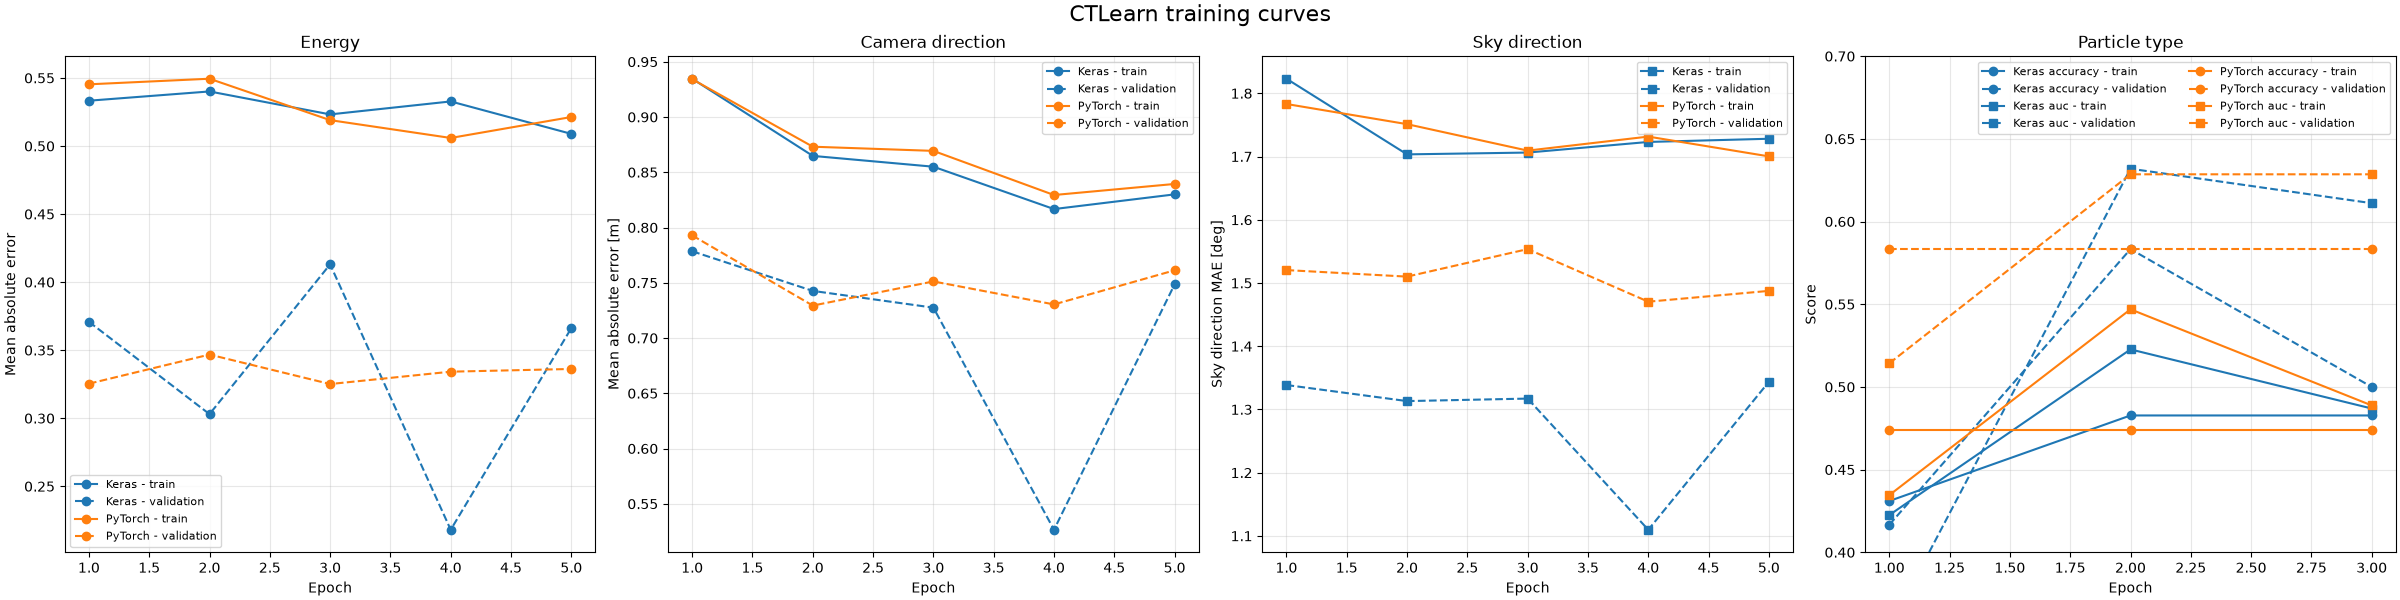 CTLearn training curves
Energy
Mean absolute error
0.55
0.50
0.45
0.40
0.35
0.30
0.25
Keras - train
Keras - validation
PyTorch - train
PyTorch - validation
1.0 1.5 2.0 2.5 3.0 3.5 4.0 4.5 5.0
Epoch
Camera direction
Mean absolute error [m]
0.95
0.90
0.85
0.80
0.75
0.70
0.65
0.60
0.55
Keras - train
Keras - validation
PyTorch - train
PyTorch - validation
1.0 1.5 2.0 2.5 3.0 3.5 4.0 4.5 5.0
Epoch
Sky direction
Sky direction MAE [deg]
1.8
1.7
1.6
1.5
1.4
1.3
1.2
1.1
Keras - train
Keras - validation
PyTorch - train
PyTorch - validation
1.0 1.5 2.0 2.5 3.0 3.5 4.0 4.5 5.0
Epoch
Particle type
Score
0.70
0.65
0.60
0.55
0.50
0.45
0.40
Keras accuracy - train
Keras accuracy - validation
Keras auc - train
Keras auc - validation
PyTorch accuracy - train
PyTorch accuracy - validation
PyTorch auc - train
PyTorch auc - validation
1.00 1.25 1.50 1.75 2.00 2.25 2.50 2.75 3.00
Epoch